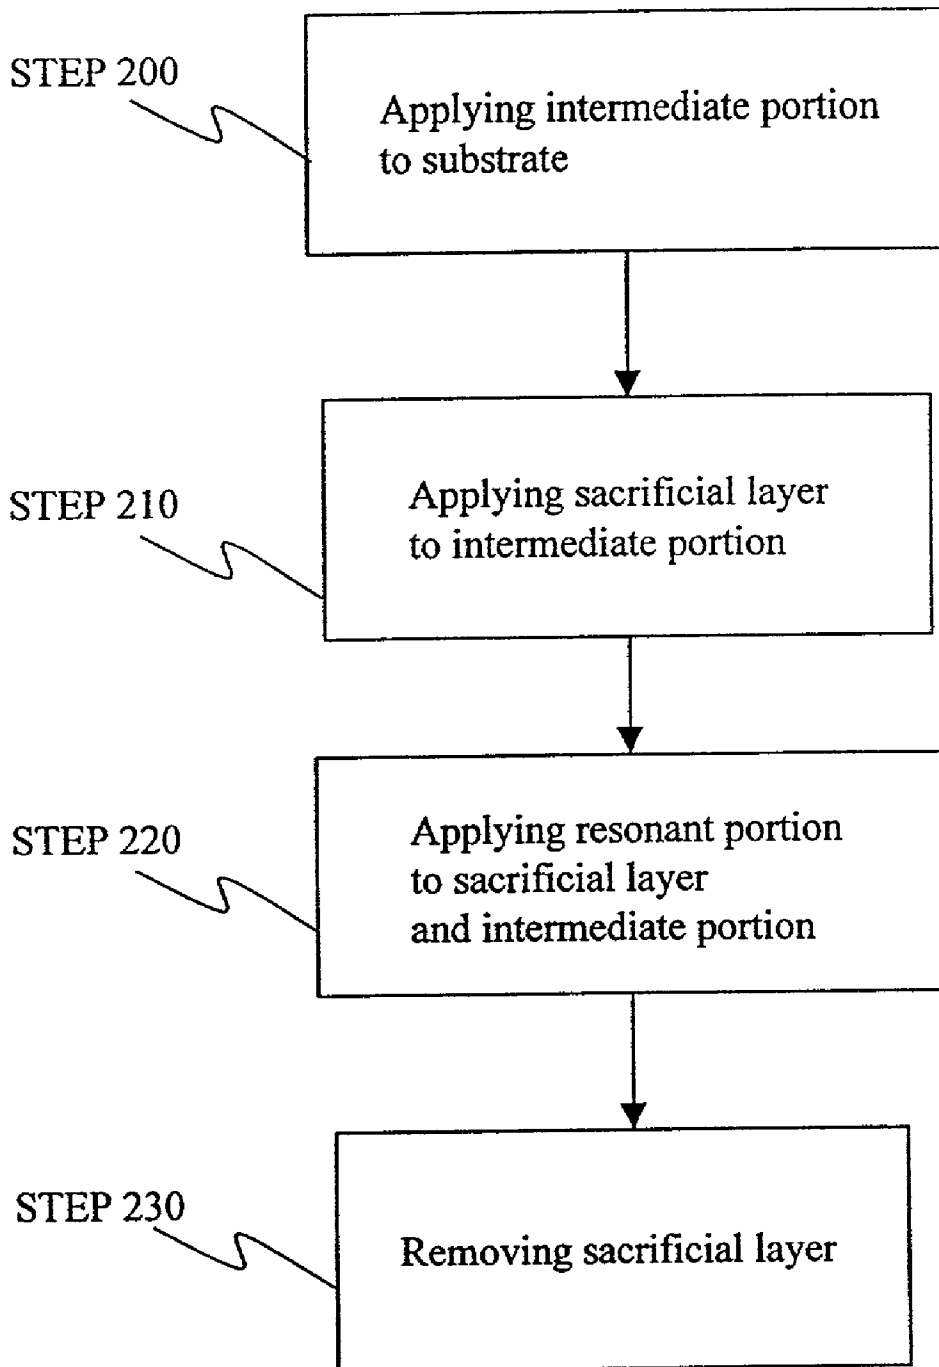 STEP 200
Applying intermediate portion
to substrate
STEP 210
Applying sacrificial layer
to intermediate portion
STEP 220
Applying resonant portion
to sacrificial layer
and intermediate portion
STEP 230
Removing sacrificial layer